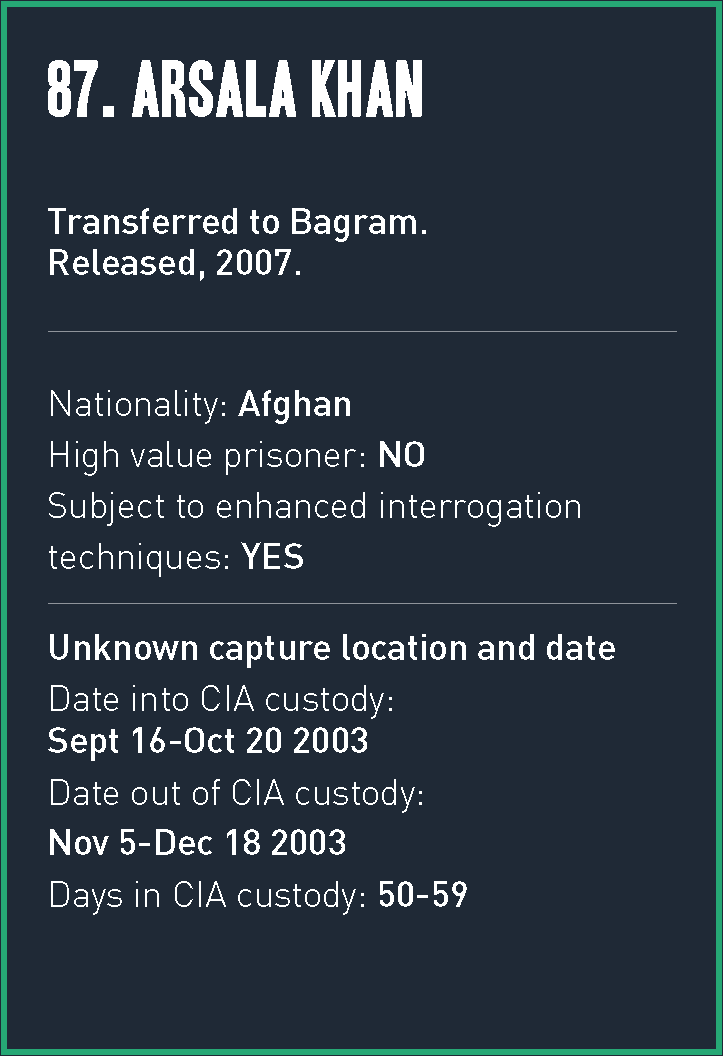 87. ARSALA KHAN
Transferred to Bagram.
Released, 2007.
Nationality: Afghan
High value prisoner: NO
Subject to enhanced interrogation
techniques: YES
Unknown capture location and date
Date into CIA custody:
Sept 16-Oct 20 2003
Date out of CIA custody:
Nov 5-Dec 18 2003
Days in CIA custody: 50-59